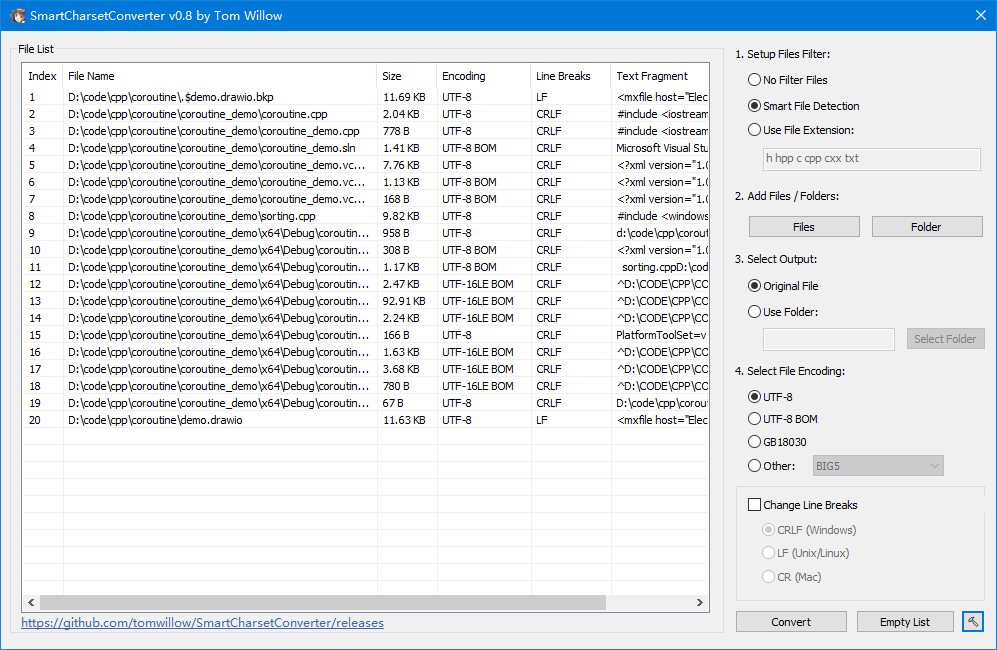 SmartCharsetConverter v0.8 by Tom Willow
File List
Index File Name Size Encoding Line Breaks Text Fragment
1 D:\code\cpp\coroutine\.$demo.drawio.bkp 11.69 KB UTF-8 LF <mxfile host="Elec
2 D:\code\cpp\coroutine\coroutine_demo\coroutine.cpp 2.04 KB UTF-8 CRLF #include <iostream
3 D:\code\cpp\coroutine\coroutine_demo\coroutine_demo.cpp 778 B UTF-8 CRLF #include <iostream
4 D:\code\cpp\coroutine\coroutine_demo\coroutine_demo.sln 1.41 KB UTF-8 BOM CRLF Microsoft Visual Stu
5 D:\code\cpp\coroutine\coroutine_demo\coroutine_demo.vc... 7.76 KB UTF-8 CRLF <?xml version="1.0
6 D:\code\cpp\coroutine\coroutine_demo\coroutine_demo.vc... 1.13 KB UTF-8 BOM CRLF <?xml version="1.0
7 D:\code\cpp\coroutine\coroutine_demo\coroutine_demo.vc... 168 B UTF-8 BOM CRLF <?xml version="1.0
8 D:\code\cpp\coroutine\coroutine_demo\sorting.cpp 9.82 KB UTF-8 CRLF #include <windows
9 D:\code\cpp\coroutine\coroutine_demo\x64\Debug\coroutin... 958 B UTF-8 CRLF d:\code\cpp\corout
10 D:\code\cpp\coroutine\coroutine_demo\x64\Debug\coroutin... 308 B UTF-8 BOM CRLF <?xml version="1.0
11 D:\code\cpp\coroutine\coroutine_demo\x64\Debug\coroutin... 1.17 KB UTF-8 BOM CRLF sorting.cppD:\cod
12 D:\code\cpp\coroutine\coroutine_demo\x64\Debug\coroutin... 2.47 KB UTF-16LE BOM CRLF ^D:\CODE\CPP\CO
13 D:\code\cpp\coroutine\coroutine_demo\x64\Debug\coroutin... 92.91 KB UTF-16LE BOM CRLF ^D:\CODE\CPP\CO
14 D:\code\cpp\coroutine\coroutine_demo\x64\Debug\coroutin... 2.24 KB UTF-16LE BOM CRLF ^D:\CODE\CPP\CO
15 D:\code\cpp\coroutine\coroutine_demo\x64\Debug\coroutin... 166 B UTF-8 CRLF PlatformToolSet=v
16 D:\code\cpp\coroutine\coroutine_demo\x64\Debug\coroutin... 1.63 KB UTF-16LE BOM CRLF ^D:\CODE\CPP\CO
17 D:\code\cpp\coroutine\coroutine_demo\x64\Debug\coroutin... 3.68 KB UTF-16LE BOM CRLF ^D:\CODE\CPP\CO
18 D:\code\cpp\coroutine\coroutine_demo\x64\Debug\coroutin... 780 B UTF-16LE BOM CRLF ^D:\CODE\CPP\CO
19 D:\code\cpp\coroutine\coroutine_demo\x64\Debug\coroutin... 67 B UTF-8 CRLF D:\code\cpp\corout
20 D:\code\cpp\coroutine\demo.drawio 11.63 KB UTF-8 LF <mxfile host="Elec
https://github.com/tomwillow/SmartCharsetConverter/releases
1. Setup Files Filter:
No Filter Files
Smart File Detection
Use File Extension:
h hpp c cpp cxx txt
2. Add Files / Folders:
Files Folder
3. Select Output:
Original File
Use Folder:
Select Folder
4. Select File Encoding:
UTF-8
UTF-8 BOM
GB18030
Other: BIG5
Change Line Breaks
CRLF (Windows)
LF (Unix/Linux)
CR (Mac)
Convert Empty List